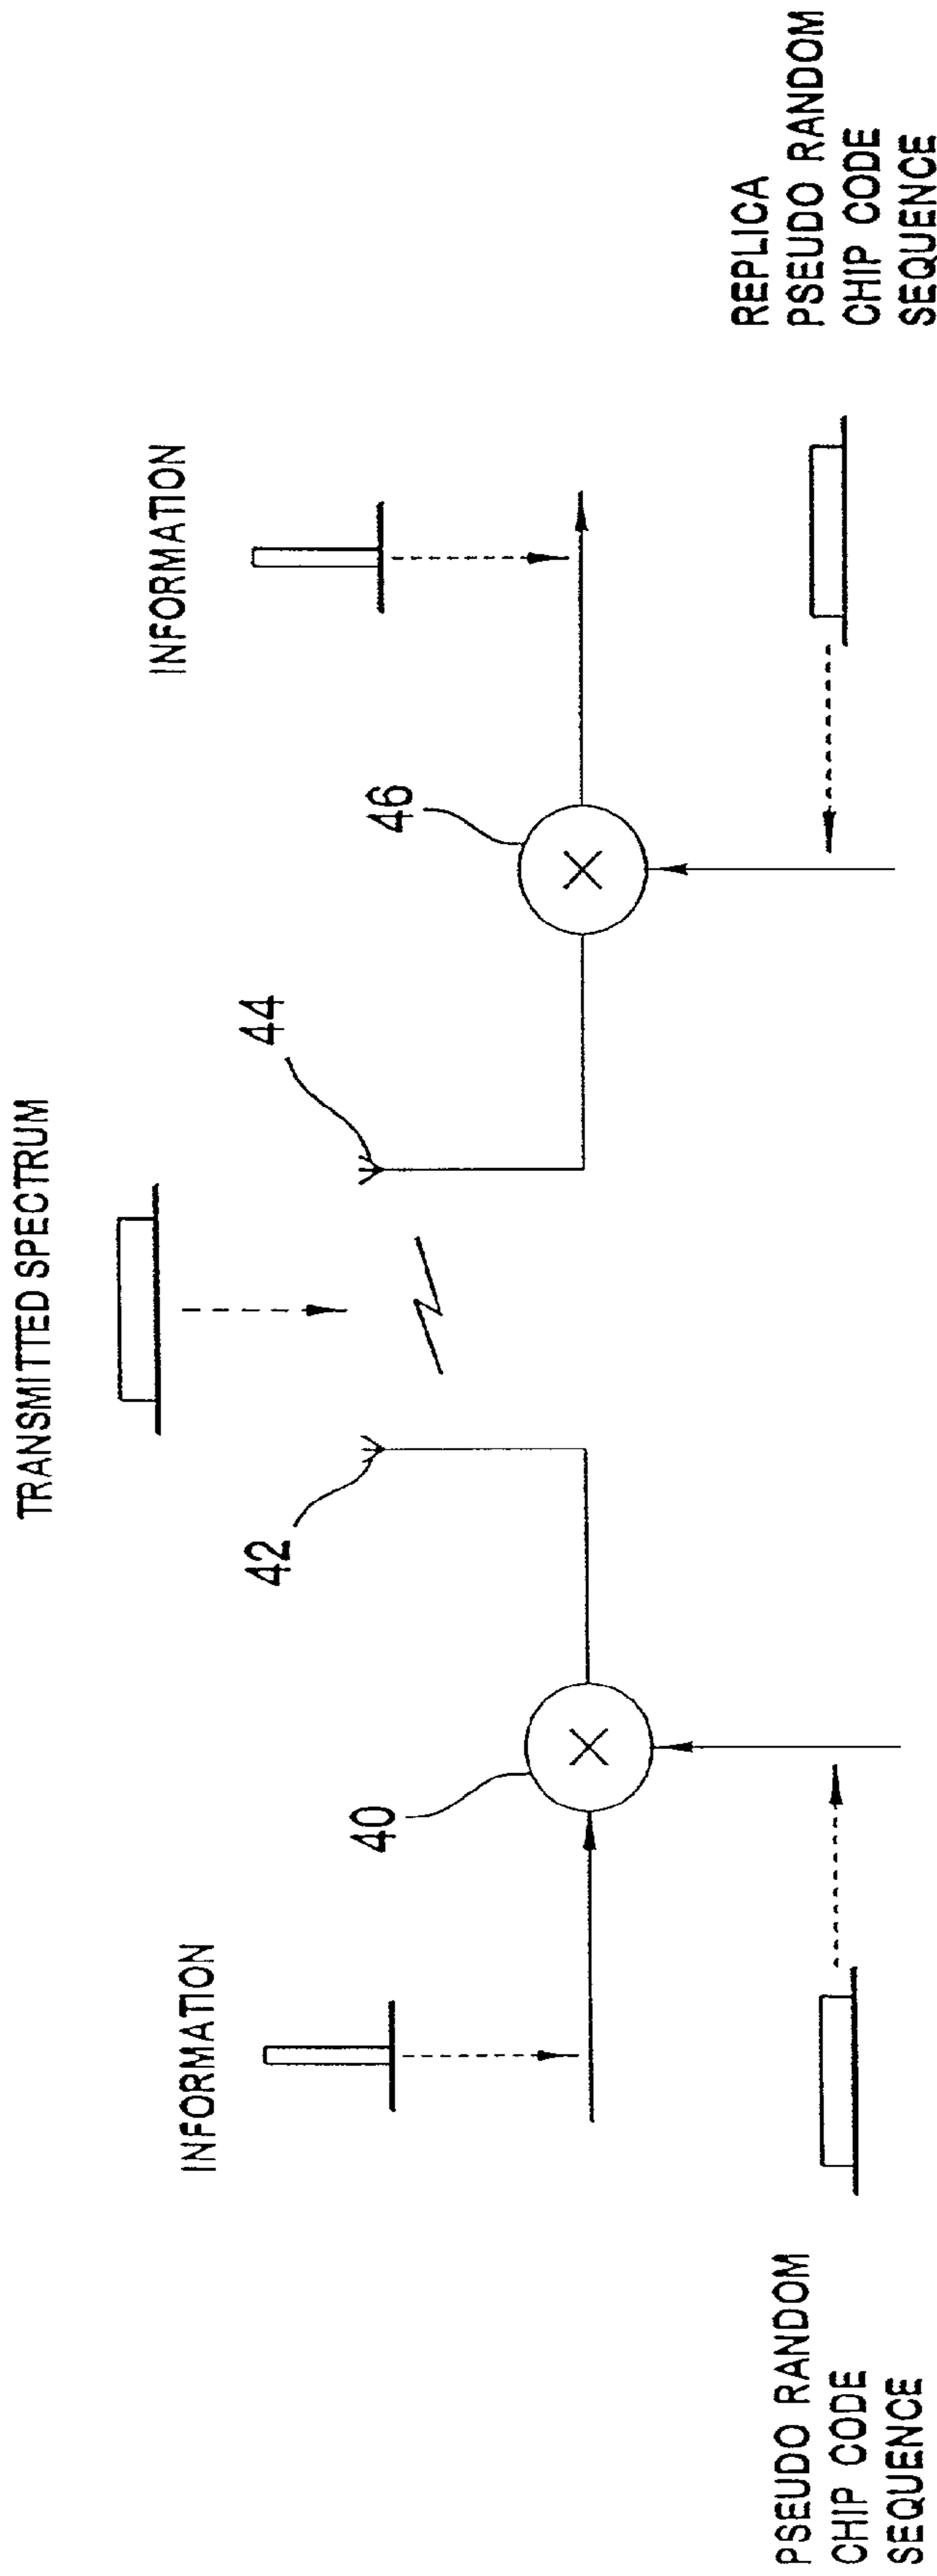 TRANSMITTED SPECTRUM
INFORMATION
INFORMATION
42
44
40
46
PSEUDO RANDOM
CHIP CODE
SEQUENCE
REPLICA
PSEUDO RANDOM
CHIP CODE
SEQUENCE